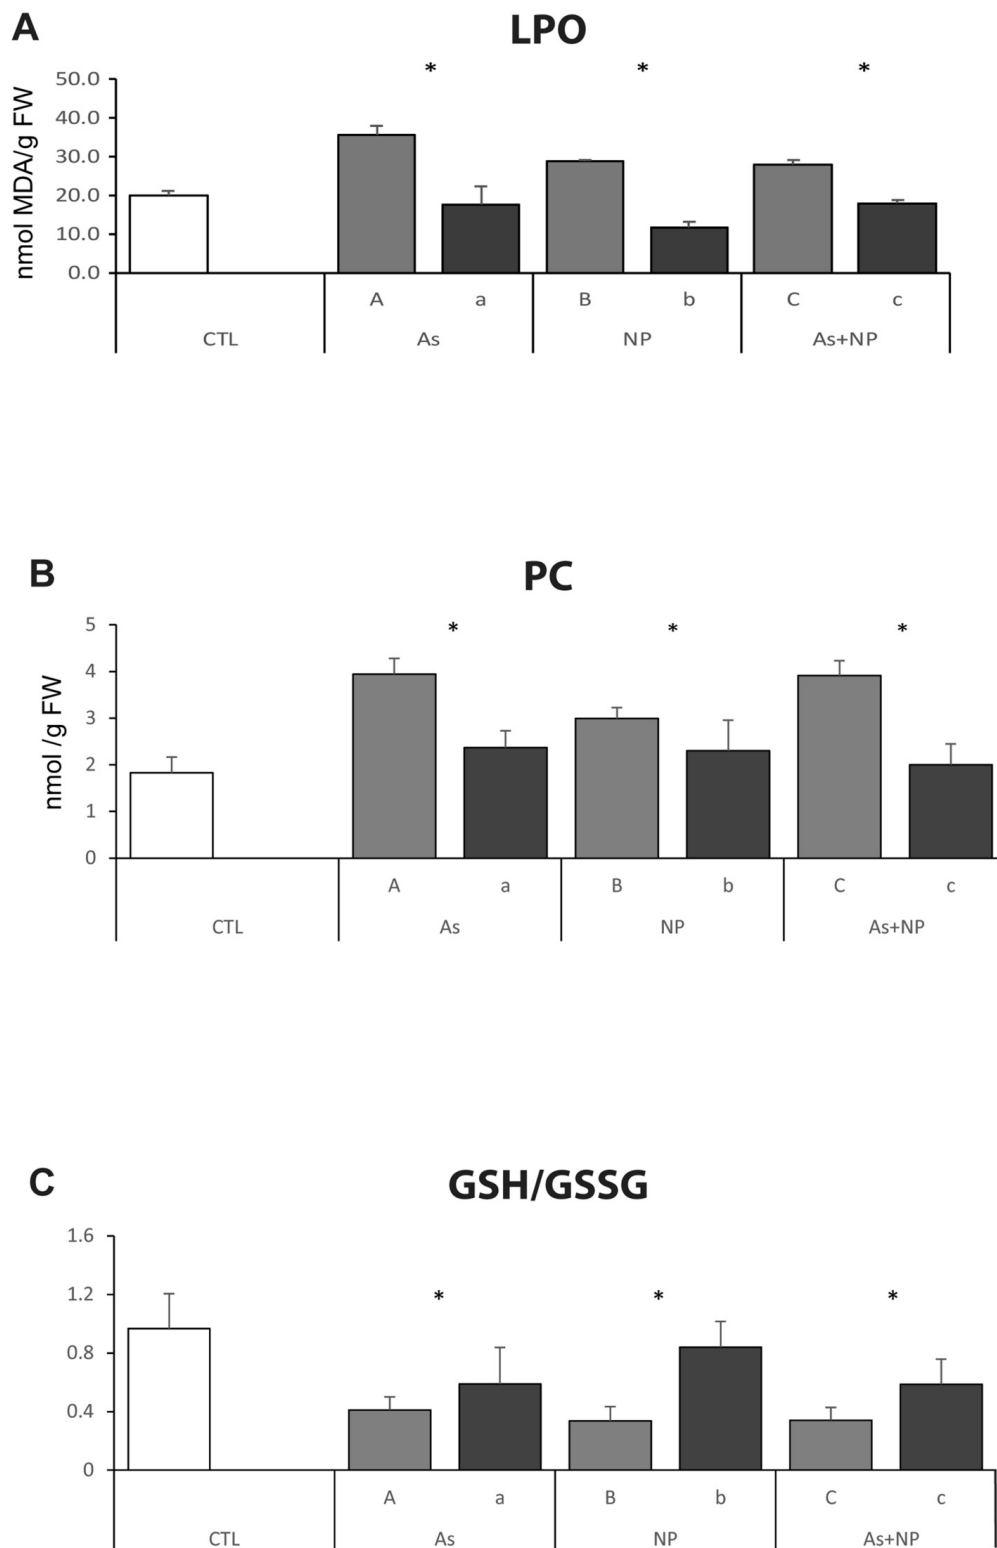 A
LPO
* * *
nmol MDA/g FW
50.0
40.0
30.0
20.0
10.0
0.0
A a B b C c
CTL As NP As+NP
B
PC
* * *
nmol /g FW
5
4
3
2
1
0
A a B b C c
CTL As NP As+NP
C
GSH/GSSG
1.6
1.2
* * *
0.8
0.4
0
A a B b C c
CTL As NP As+NP